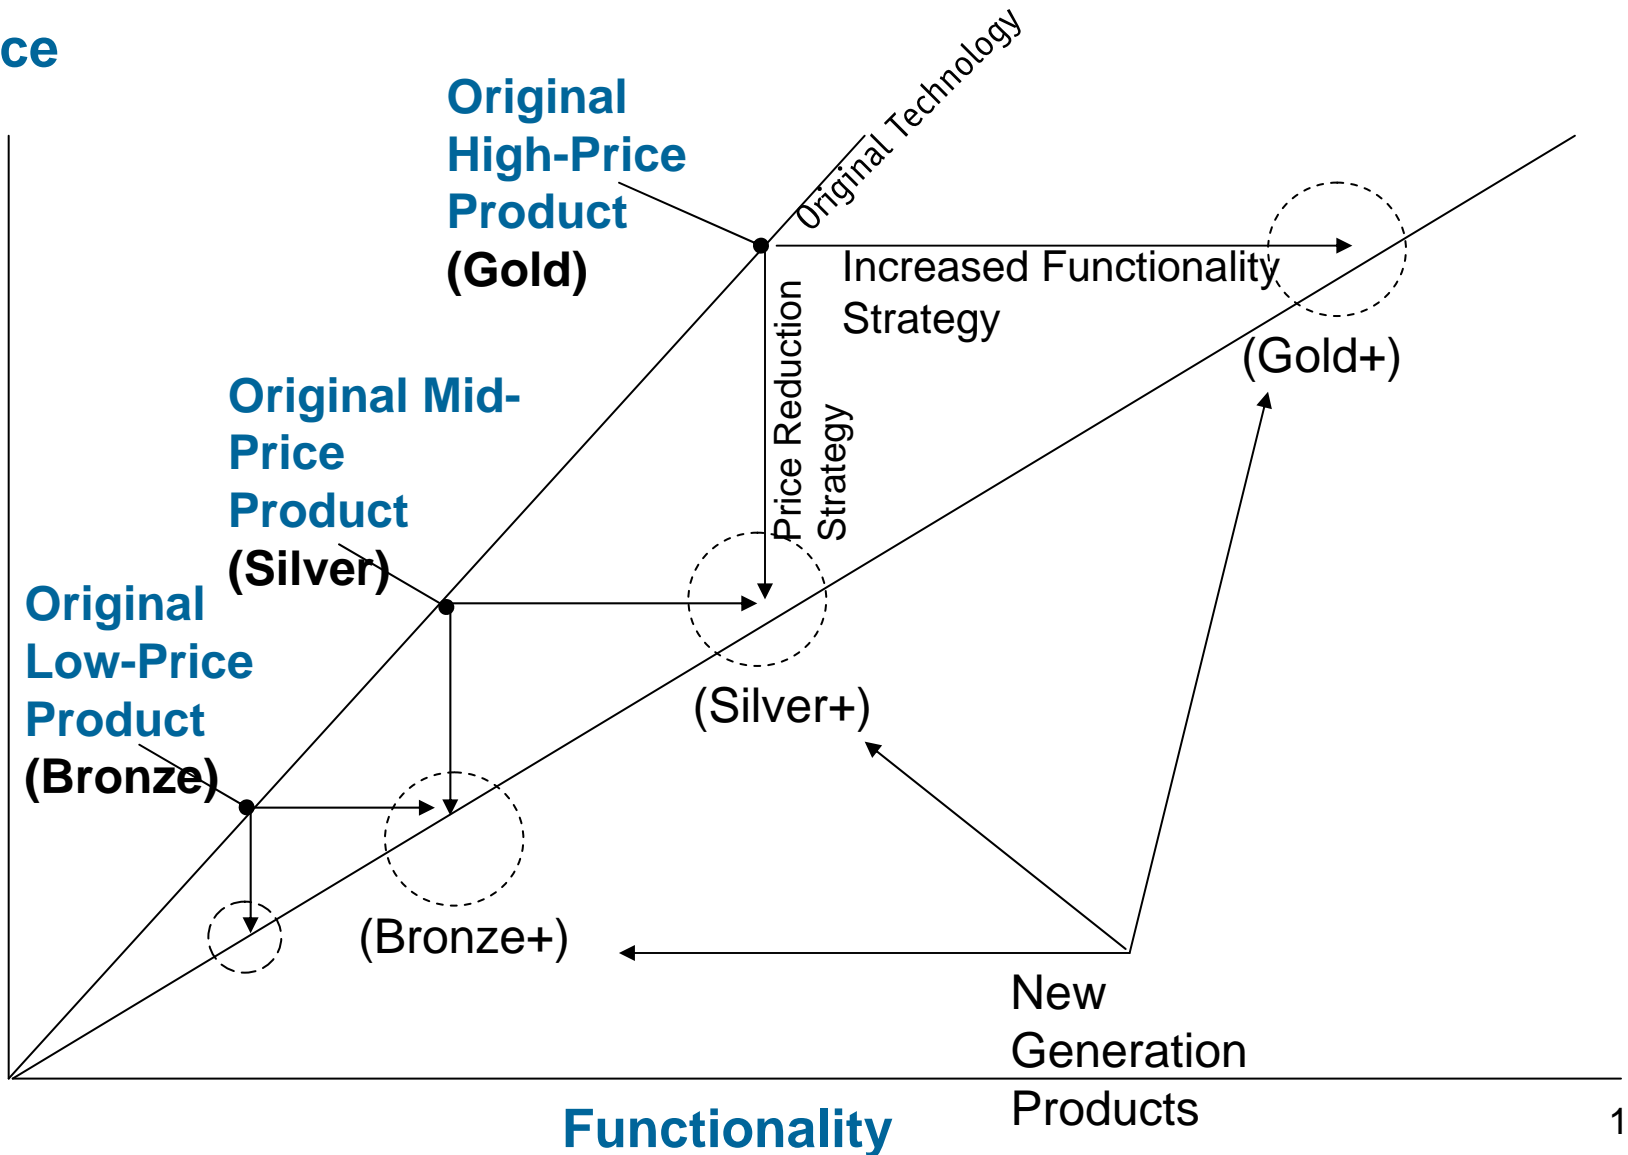 ce
Original
High-Price
Product
(Gold)
Original Technology
Increased Functionality
Strategy
Price Reduction
Strategy
(Gold+)
Original Mid-
Price
Product
(Silver)
Original
Low-Price
Product
(Bronze)
(Silver+)
(Bronze+)
New
Generation
Products
Functionality
1